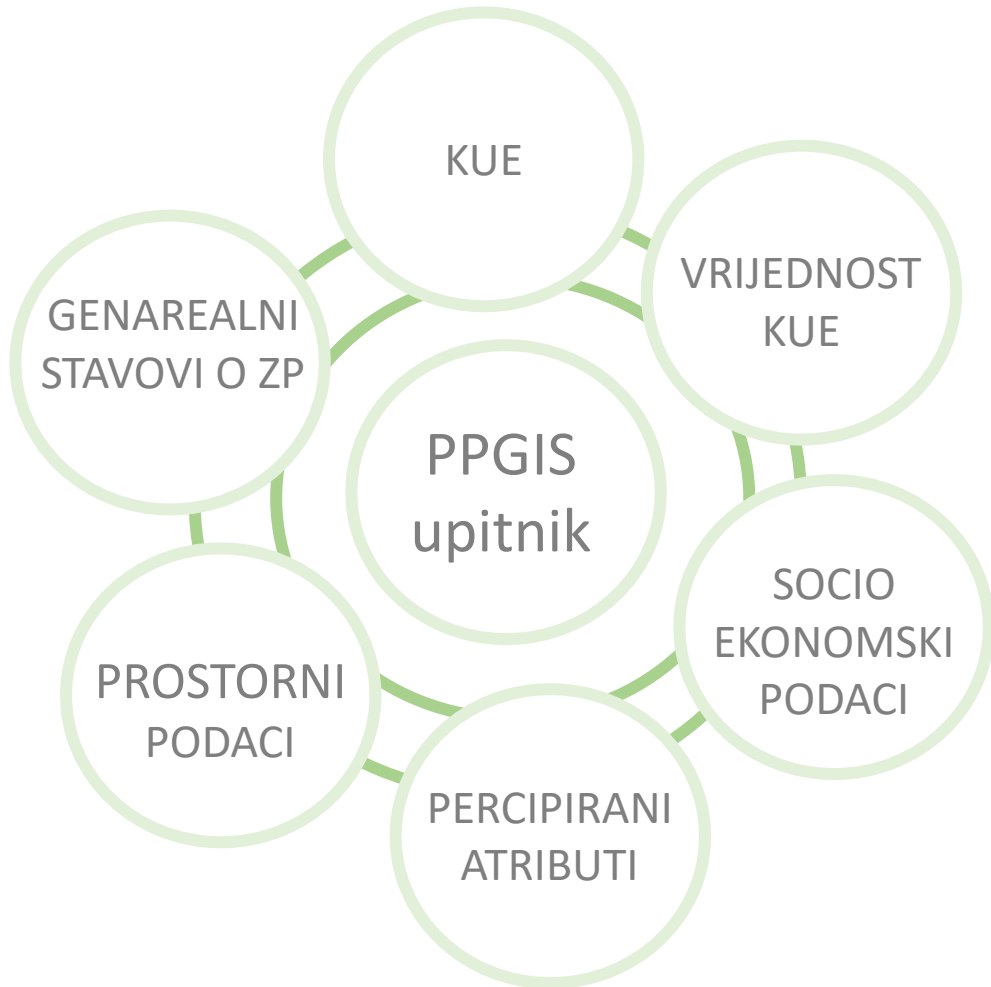 KUE
VRIJEDNOST
KUE
GENAREALNI
STAVOVI O ZP
PPGIS
upitnik
SOCIO
EKONOMSKI
PODACI
PROSTORNI
PODACI
PERCIPIRANI
ATRIBUTI